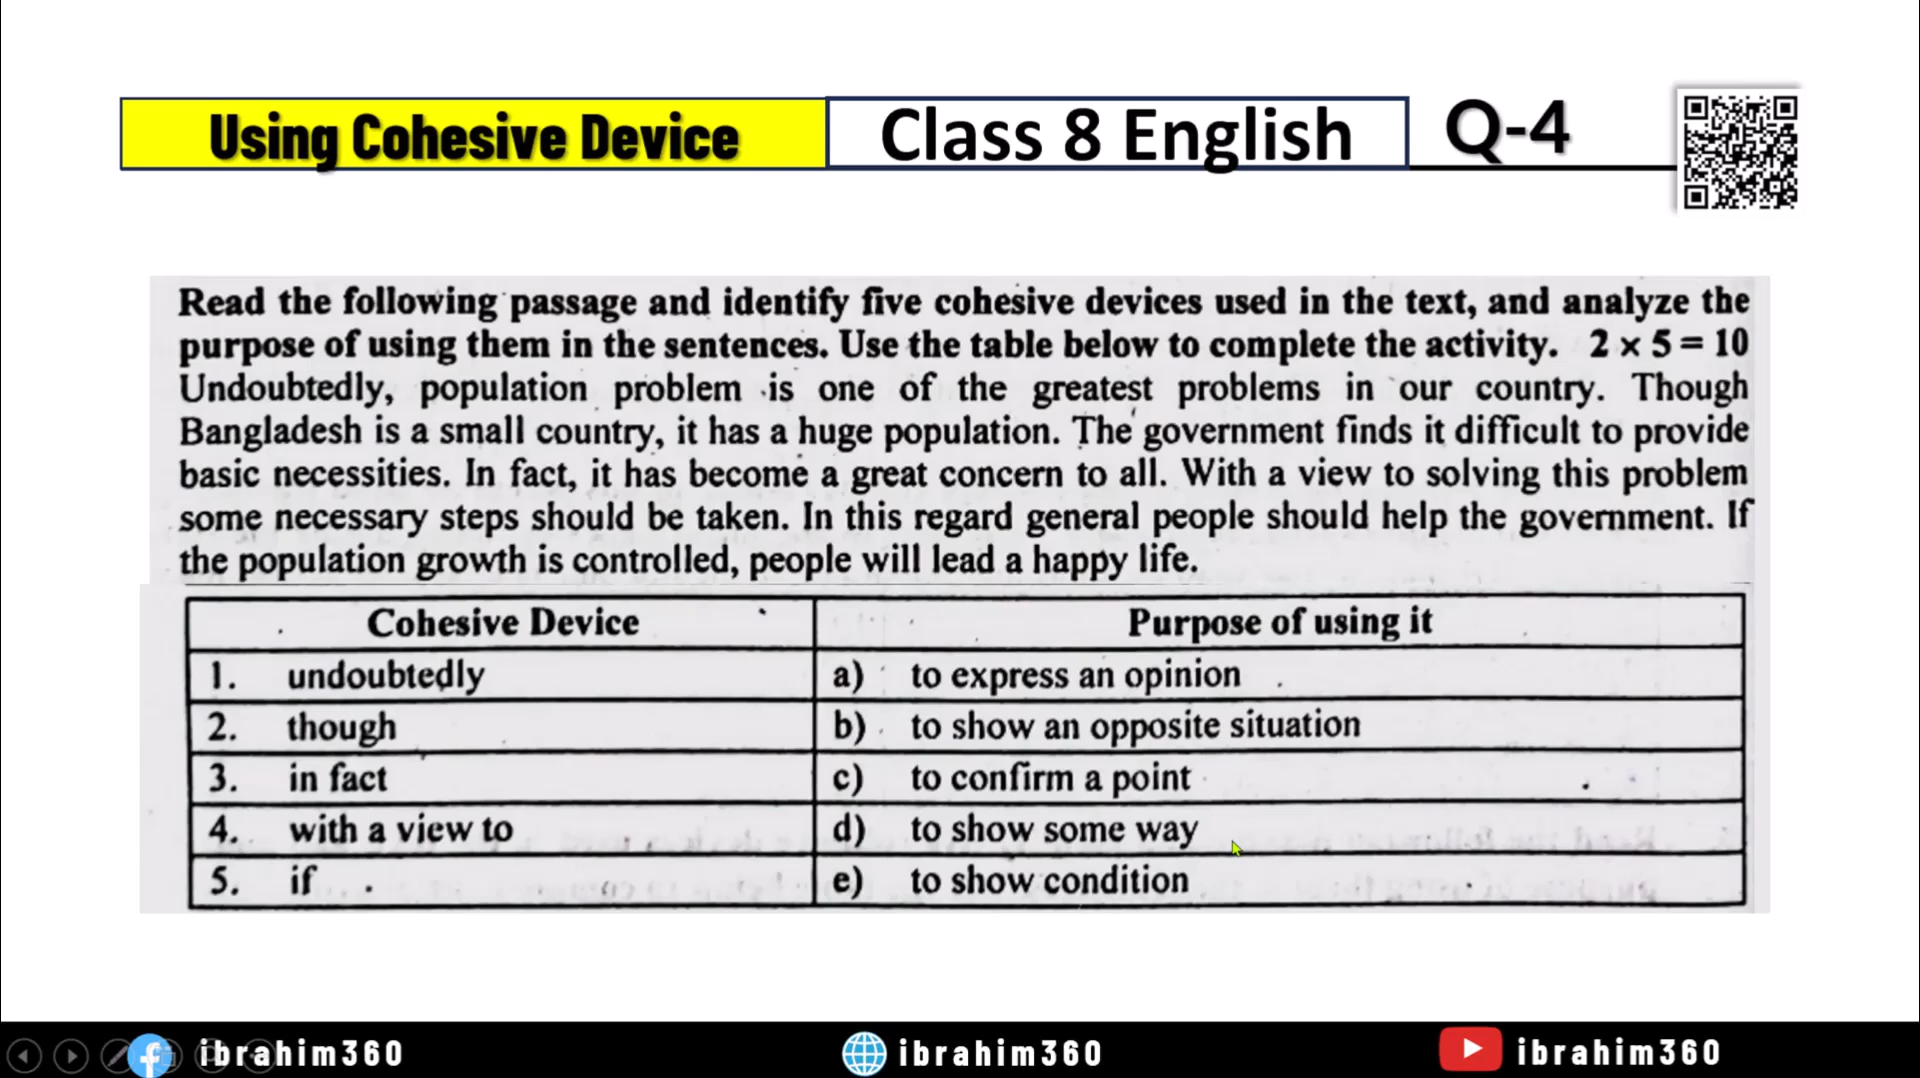 Using Cohesive Device Class 8 English Q-4
Read the following passage and identify five cohesive devices used in the text, and analyze the
purpose of using them in the sentences. Use the table below to complete the activity. 2 × 5 = 10
Undoubtedly, population problem is one of the greatest problems in our country. Though
Bangladesh is a small country, it has a huge population. The government finds it difficult to provide
basic necessities. In fact, it has become a great concern to all. With a view to solving this problem
some necessary steps should be taken. In this regard general people should help the government. If
the population growth is controlled, people will lead a happy life.
Cohesive Device Purpose of using it
1. undoubtedly a) to express an opinion
2. though b) to show an opposite situation
3. in fact c) to confirm a point
4. with a view to d) to show some way
5. if e) to show condition
ibrahim360 ibrahim360 ibrahim360